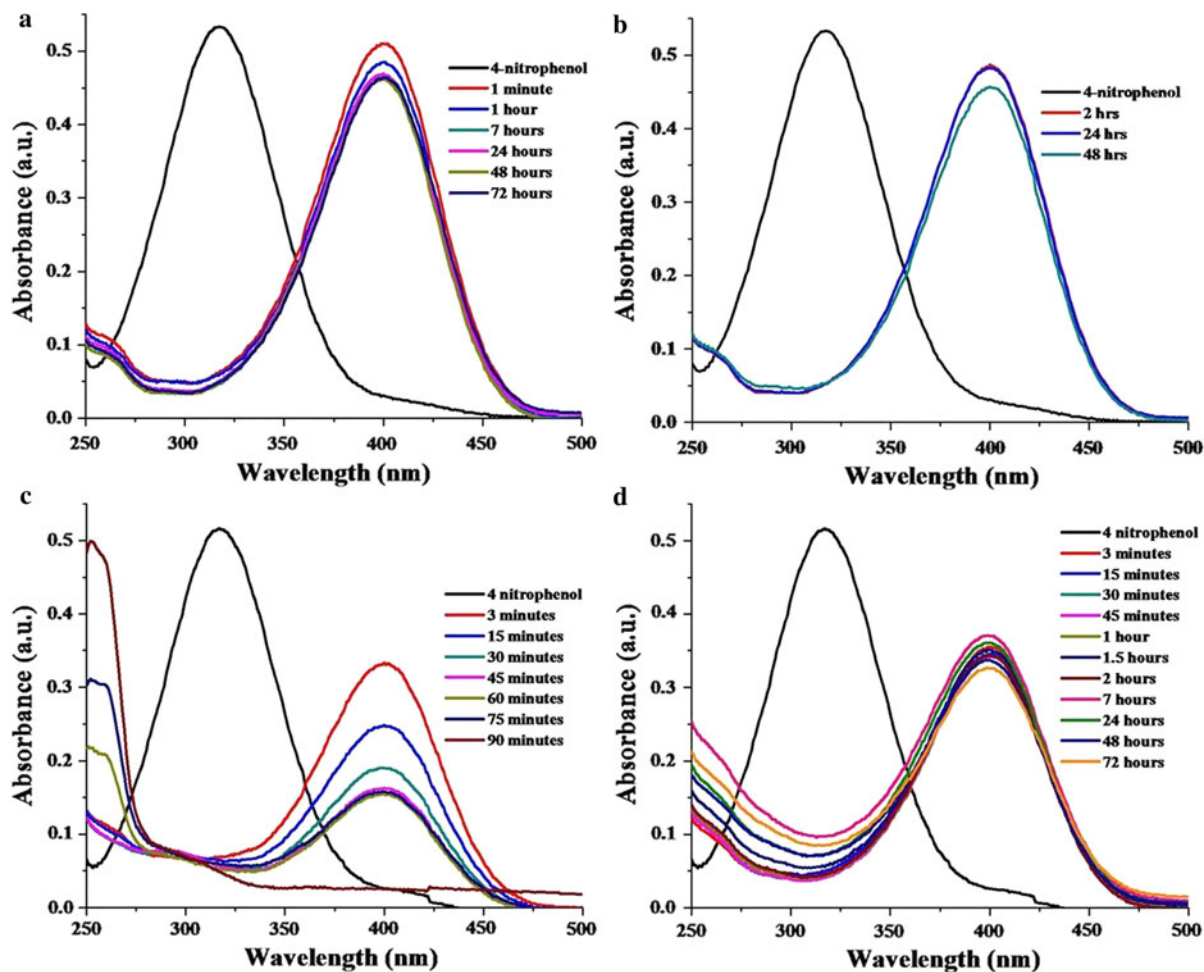 a
Absorbance (a.u.)
0.5
0.4
0.3
0.2
0.1
0.0
250 300 350 400 450 500
Wavelength (nm)
4-nitrophenol
1 minute
1 hour
7 hours
24 hours
48 hours
72 hours
b
Absorbance (a.u.)
0.5
0.4
0.3
0.2
0.1
0.0
250 300 350 400 450 500
Wavelength (nm)
4-nitrophenol
2 hrs
24 hrs
48 hrs
c
Absorbance (a.u.)
0.5
0.4
0.3
0.2
0.1
0.0
250 300 350 400 450 500
Wavelength (nm)
4 nitrophenol
3 minutes
15 minutes
30 minutes
45 minutes
60 minutes
75 minutes
90 minutes
d
Absorbance (a.u.)
0.5
0.4
0.3
0.2
0.1
0.0
250 300 350 400 450 500
Wavelength (nm)
4 nitrophenol
3 minutes
15 minutes
30 minutes
45 minutes
1 hour
1.5 hours
2 hours
7 hours
24 hours
48 hours
72 hours